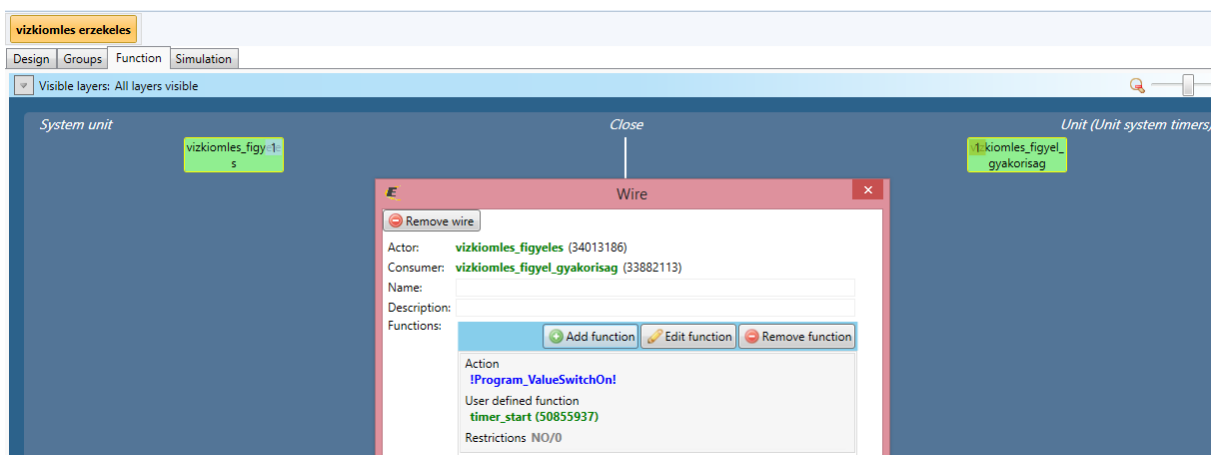 vizkiomles erzekeles
Design Groups Function Simulation
Visible layers: All layers visible
System unit Close Unit (Unit system timers)
vizkiomles_figy 1
s
1 kiomles_figyel_
gyakorisag
Wire
Remove wire
Actor: vizkiomles_figyeles (34013186)
Consumer: vizkiomles_figyel_gyakorisag (33882113)
Name:
Description:
Functions:
Add function Edit function Remove function
Action
!Program_ValueSwitchOn!
User defined function
timer_start (50855937)
Restrictions NO/0